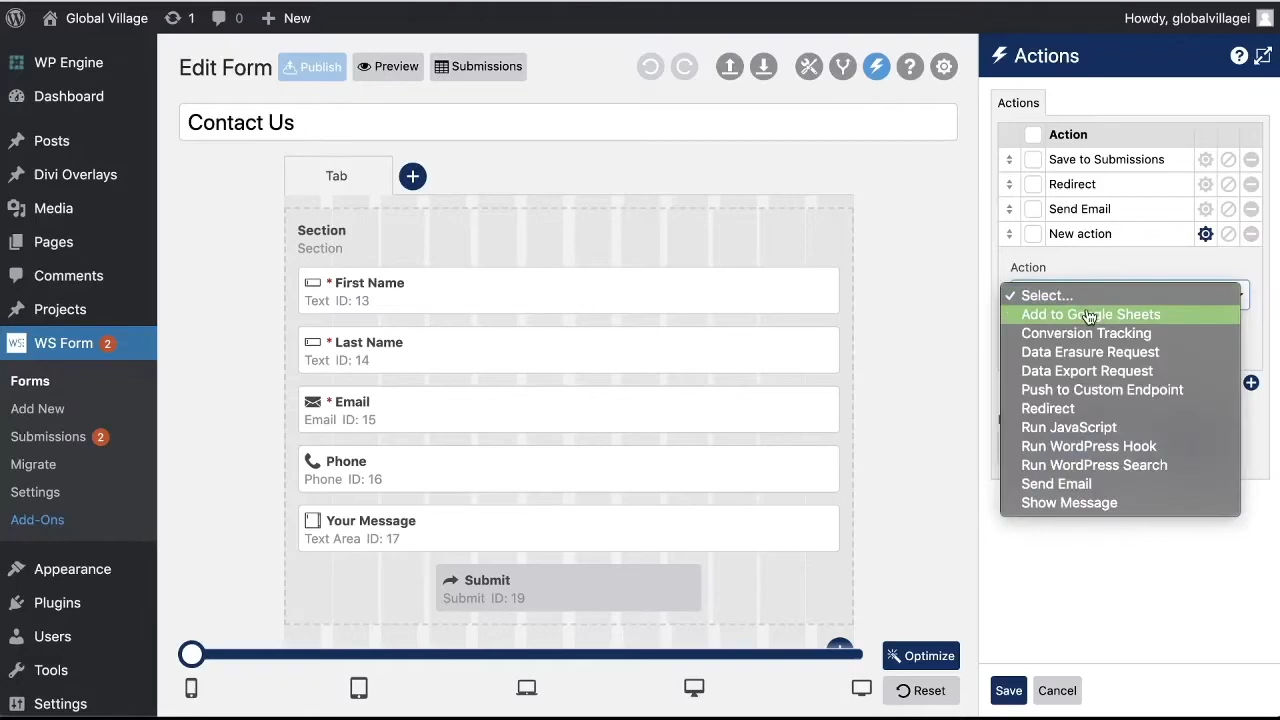 Global Village 1 0 New Howdy, globalvillagei
WP Engine
Dashboard
Posts
Divi Overlays
Media
Pages
Comments
Projects
WS Form 2
Forms
Add New
Submissions 2
Migrate
Settings
Add-Ons
Appearance
Plugins
Users
Tools
Settings
Edit Form Publish Preview Submissions
Contact Us
Tab
Section
Section
* First Name
Text ID: 13
* Last Name
Text ID: 14
* Email
Email ID: 15
Phone
Phone ID: 16
Your Message
Text Area ID: 17
Submit
Submit ID: 19
Optimize
Reset
Actions
Actions
Action
Save to Submissions
Redirect
Send Email
New action
Action
Select...
Add to Google Sheets
Conversion Tracking
Data Erasure Request
Data Export Request
Push to Custom Endpoint
Redirect
Run JavaScript
Run WordPress Hook
Run WordPress Search
Send Email
Show Message
Save Cancel